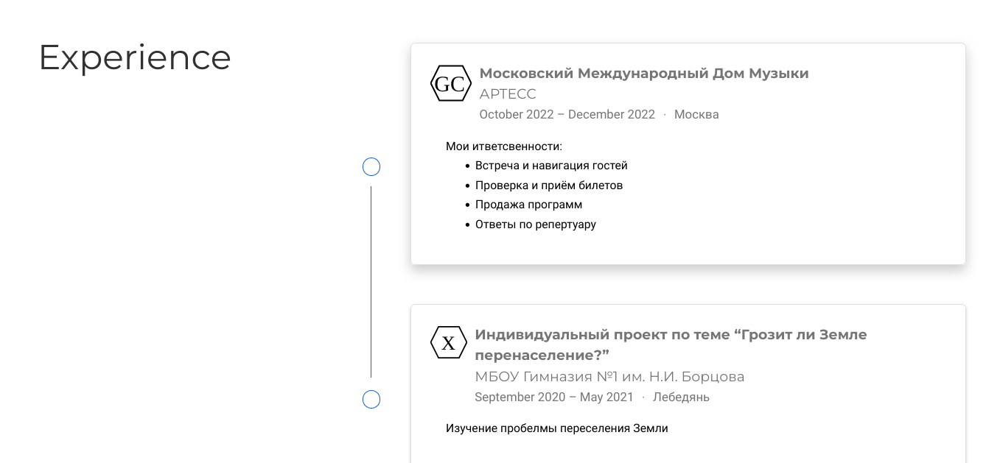 Experience
GC
Московский Международный Дом Музыки
АРТЕСС
October 2022 – December 2022 · Москва
Мои итветсвенности:
• Встреча и навигация гостей
• Проверка и приём билетов
• Продажа программ
• Ответы по репертуару
X
Индивидуальный проект по теме “Грозит ли Земле
перенаселение?”
МБОУ Гимназия №1 им. Н.И. Борцова
September 2020 – May 2021 · Лебедянь
Изучение пробелмы переселения Земли